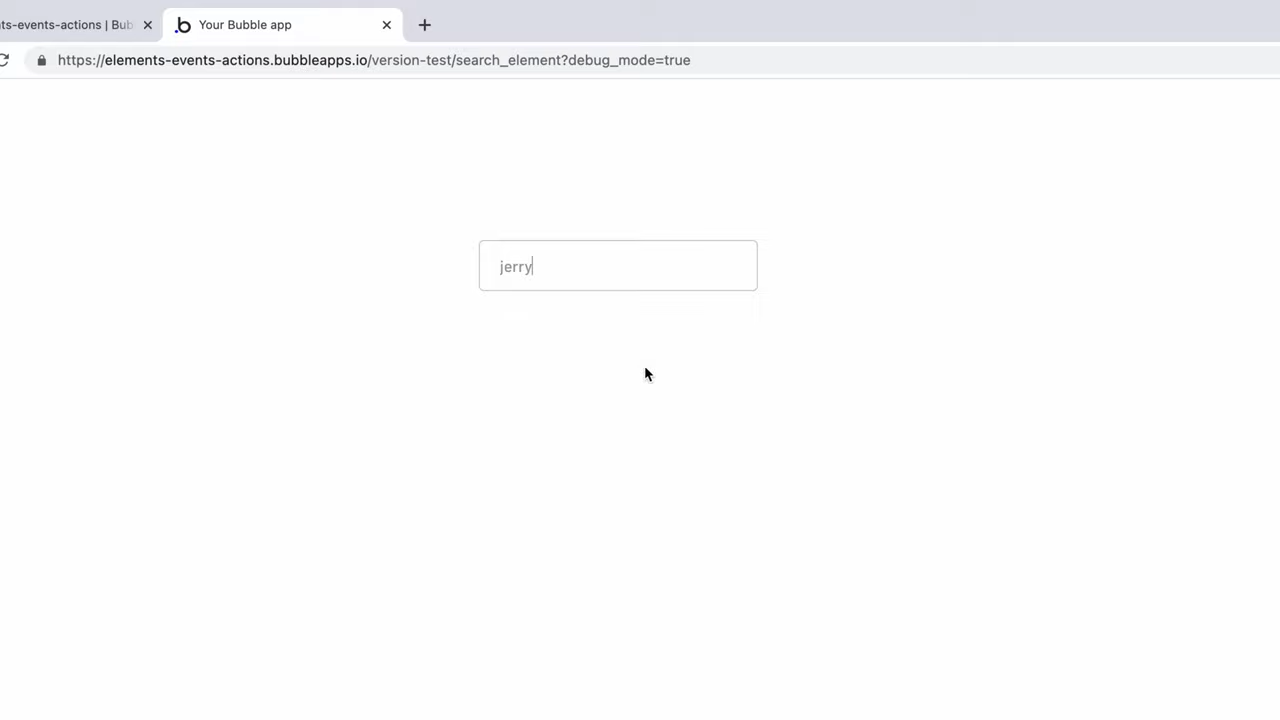 ts-events-actions | Bub
Your Bubble app
https://elements-events-actions.bubbleapps.io/version-test/search_element?debug_mode=true
jerry